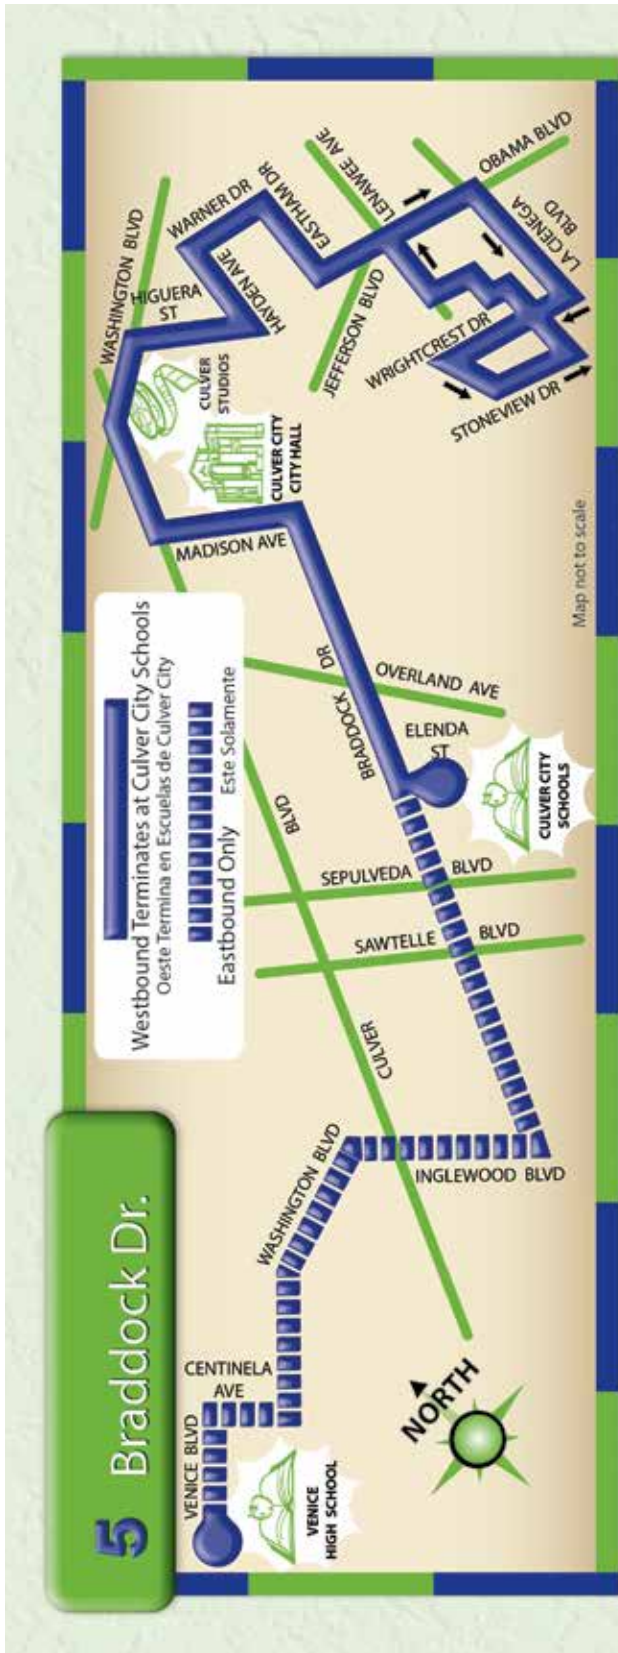 5 Braddock Dr.
Westbound Terminates at Culver City Schools
Oeste Termina en Escuelas de Culver City
Eastbound Only
Este Solamente
VENICE BLVD
VENICE
HIGH SCHOOL
CENTINELA
AVE
WASHINGTON BLVD
INGLEWOOD BLVD
CULVER
BLVD
SAWTELLE BLVD
SEPULVEDA BLVD
CULVER CITY
SCHOOLS
ELENDA
ST
BRADDOCK DR
OVERLAND AVE
MADISON AVE
CULVER CITY
CITY HALL
CULVER
STUDIOS
WASHINGTON BLVD
HIGUERA
ST
HAYDEN AVE
WARNER DR
EASTHAM DR
JEFFERSON BLVD
LENAWEE AVE
OBAMA BLVD
LA CIENEGA
BLVD
WRIGHTCREST DR
STONEVIEW DR
NORTH
Map not to scale